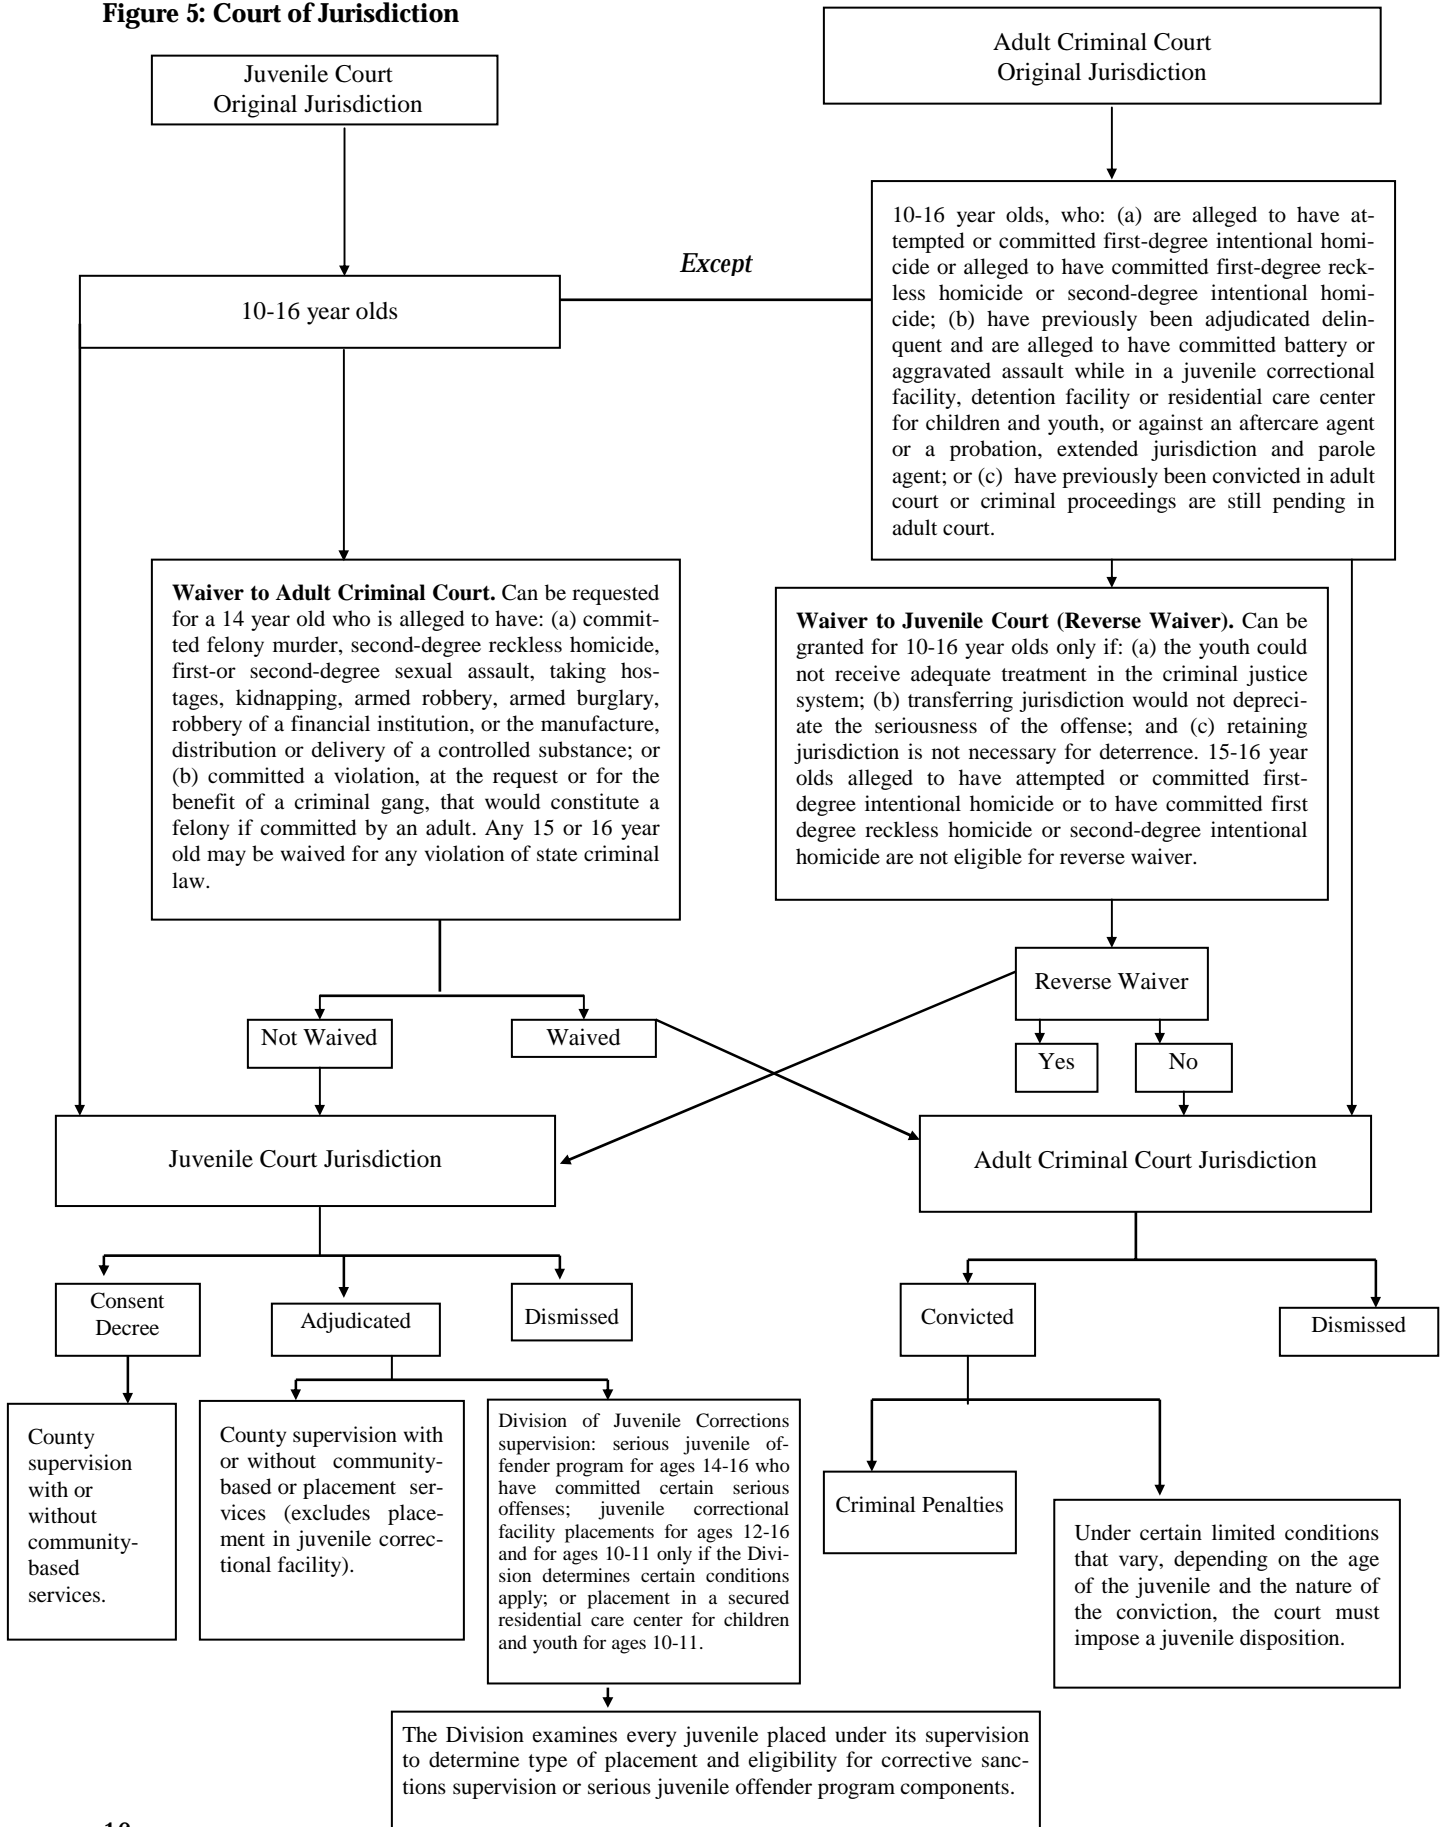 Figure 5: Court of Jurisdiction
Juvenile Court
Original Jurisdiction
Adult Criminal Court
Original Jurisdiction
10-16 year olds
Except
10-16 year olds, who: (a) are alleged to have at-
tempted or committed first-degree intentional homi-
cide or alleged to have committed first-degree reck-
less homicide or second-degree intentional homi-
cide; (b) have previously been adjudicated delin-
quent and are alleged to have committed battery or
aggravated assault while in a juvenile correctional
facility, detention facility or residential care center
for children and youth, or against an aftercare agent
or a probation, extended jurisdiction and parole
agent; or (c) have previously been convicted in adult
court or criminal proceedings are still pending in
adult court.
Waiver to Adult Criminal Court. Can be requested
for a 14 year old who is alleged to have: (a) commit-
ted felony murder, second-degree reckless homicide,
first-or second-degree sexual assault, taking hos-
tages, kidnapping, armed robbery, armed burglary,
robbery of a financial institution, or the manufacture,
distribution or delivery of a controlled substance; or
(b) committed a violation, at the request or for the
benefit of a criminal gang, that would constitute a
felony if committed by an adult. Any 15 or 16 year
old may be waived for any violation of state criminal
law.
Waiver to Juvenile Court (Reverse Waiver). Can be
granted for 10-16 year olds only if: (a) the youth could
not receive adequate treatment in the criminal justice
system; (b) transferring jurisdiction would not depreci-
ate the seriousness of the offense; and (c) retaining
jurisdiction is not necessary for deterrence. 15-16 year
olds alleged to have attempted or committed first-
degree intentional homicide or to have committed first
degree reckless homicide or second-degree intentional
homicide are not eligible for reverse waiver.
Reverse Waiver
Not Waived
Waived
Yes
No
Juvenile Court Jurisdiction
Adult Criminal Court Jurisdiction
Consent
Decree
Adjudicated
Dismissed
Convicted
Dismissed
County
supervision
with or
without
community-
based
services.
County supervision with
or without community-
based or placement ser-
vices (excludes place-
ment in juvenile correc-
tional facility).
Division of Juvenile Corrections
supervision: serious juvenile of-
fender program for ages 14-16 who
have committed certain serious
offenses; juvenile correctional
facility placements for ages 12-16
and for ages 10-11 only if the Divi-
sion determines certain conditions
apply; or placement in a secured
residential care center for children
and youth for ages 10-11.
Criminal Penalties
Under certain limited conditions
that vary, depending on the age
of the juvenile and the nature of
the conviction, the court must
impose a juvenile disposition.
The Division examines every juvenile placed under its supervision
to determine type of placement and eligibility for corrective sanc-
tions supervision or serious juvenile offender program components.